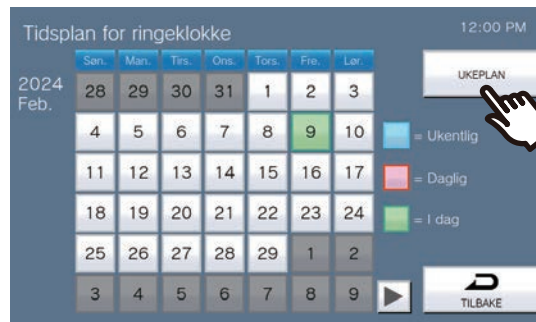 Tidsplan for ringeklokke
12:00 PM
2024
Feb.
Søn. Man. Tirs. Ons. Tors. Fre. Lør.
28 29 30 31 1 2 3
4 5 6 7 8 9 10
11 12 13 14 15 16 17
18 19 20 21 22 23 24
25 26 27 28 29 1 2
3 4 5 6 7 8 9
UKEPLAN
= Ukentlig
= Daglig
= I dag
TILBAKE